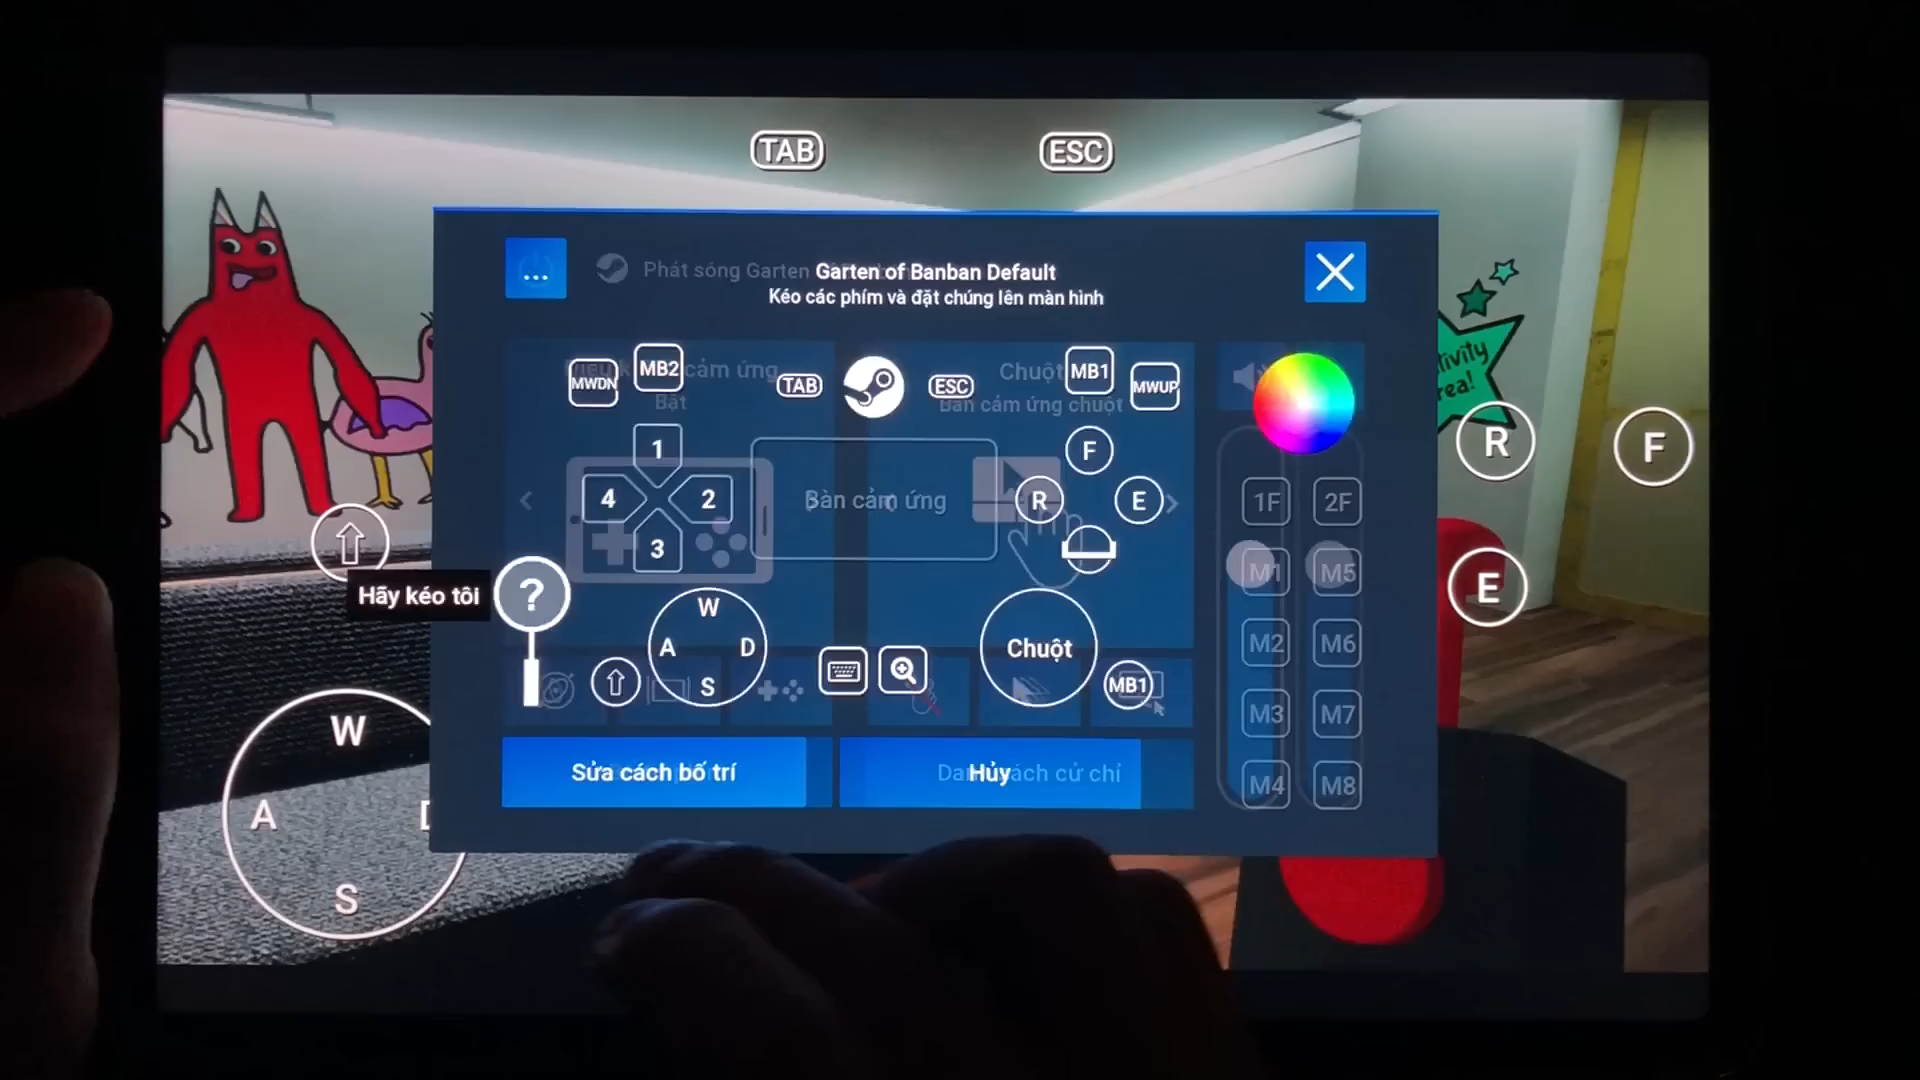 TAB
ESC
...
Phát sóng Garten
Garten of Banban Default
Kéo các phím và đặt chúng lên màn hình
MWDN
MB2
cảm ứng
TAB
ESC
Chuột
MB1
MWUP
Bật
Bàn cảm ứng chuột
tivity
rea!
1
F
R
F
4
2
Bàn cảm ứng
R
E
1F
2F
3
M1
M5
Hãy kéo tôi
?
E
W
A
D
S
Chuột
MB1
M2
M6
M3
M7
W
A
S
Sửa cách bố trí
Hủy
ách cử chỉ
M4
M8